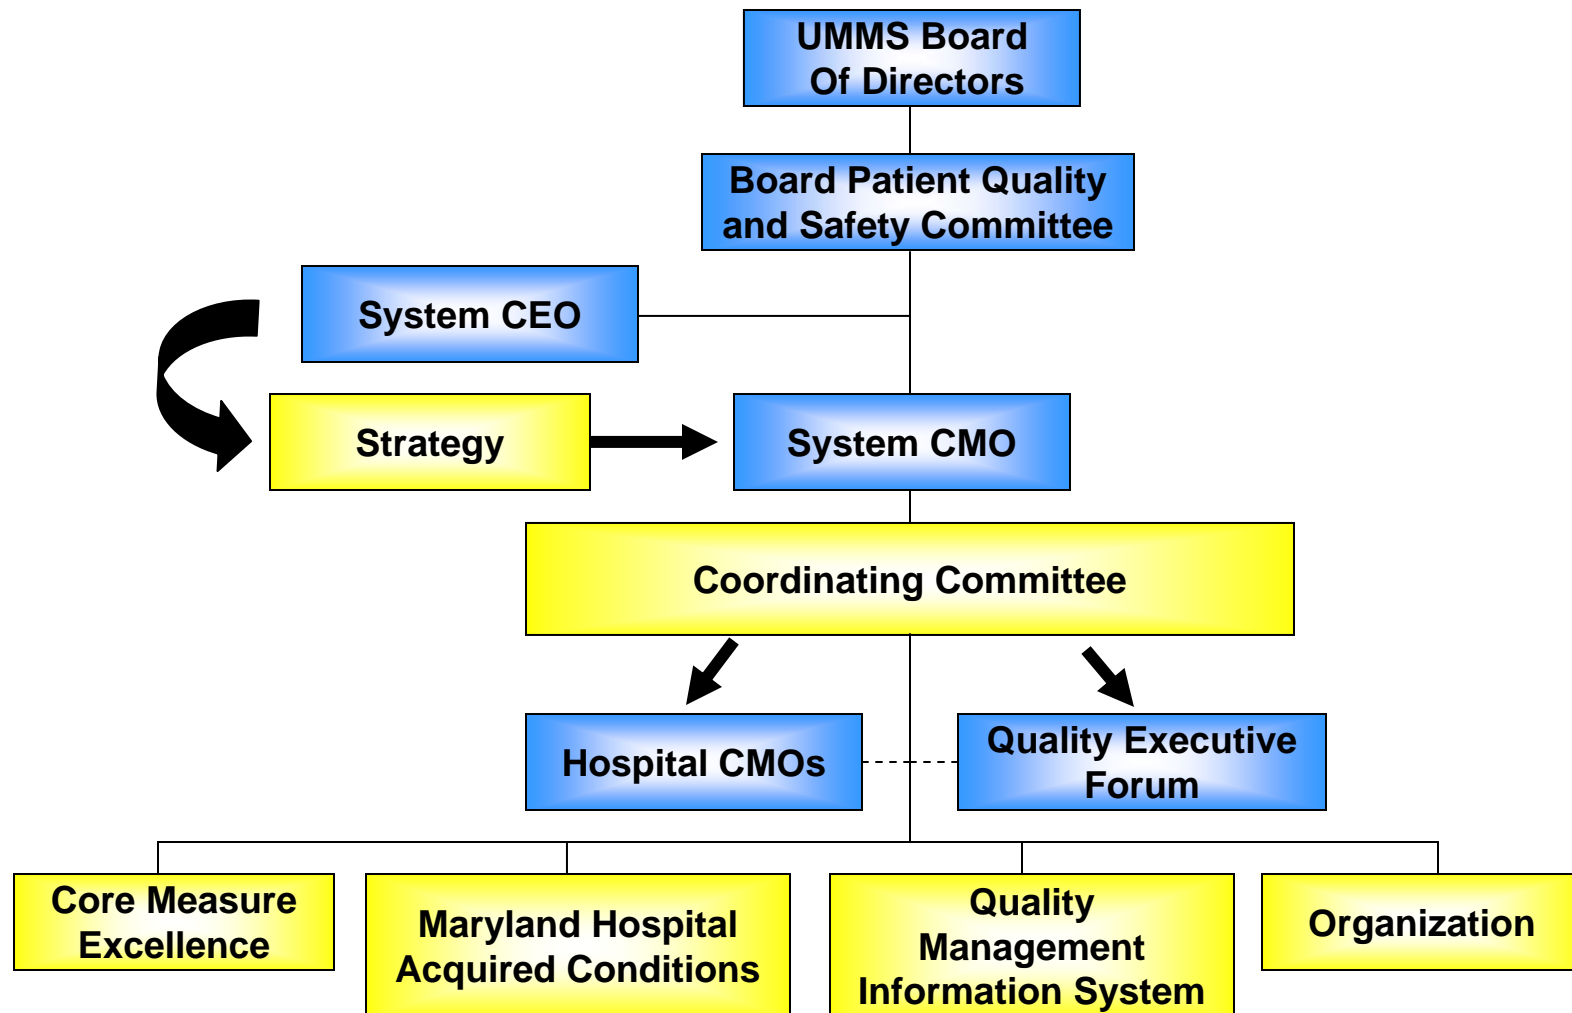 UMMS Board
Of Directors
Board Patient Quality
and Safety Committee
System CEO
Strategy
System CMO
Coordinating Committee
Hospital CMOs
Quality Executive
Forum
Core Measure
Excellence
Maryland Hospital
Acquired Conditions
Quality
Management
Information System
Organization